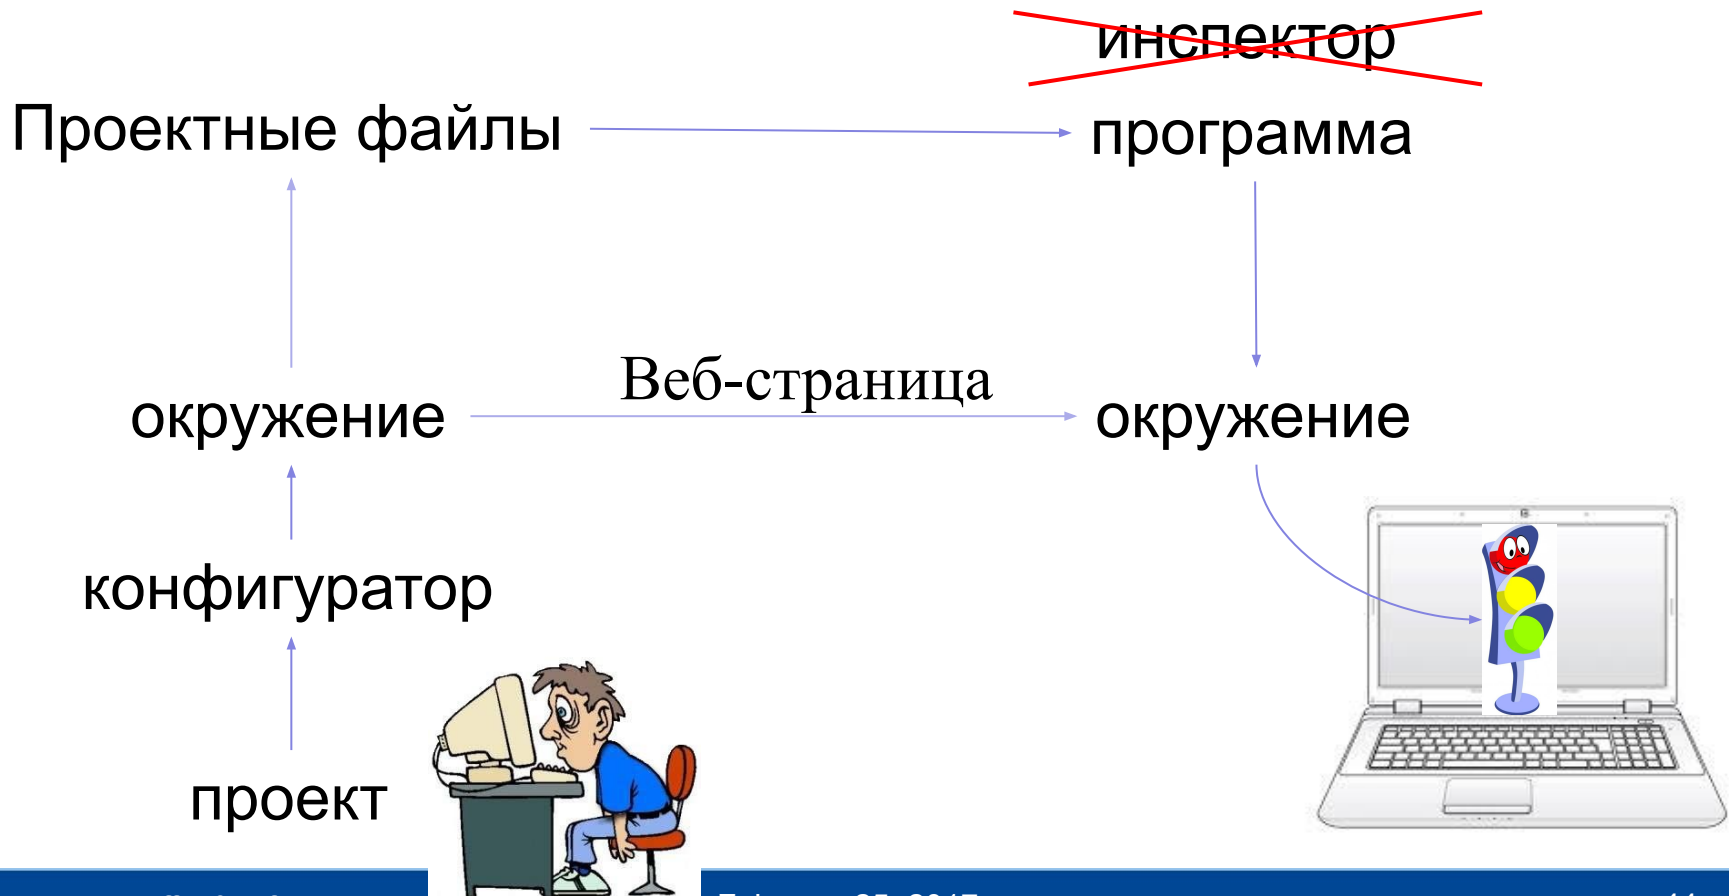 инспектор
Проектные файлы
программа
Веб-страница
окружение
окружение
конфигуратор
проект